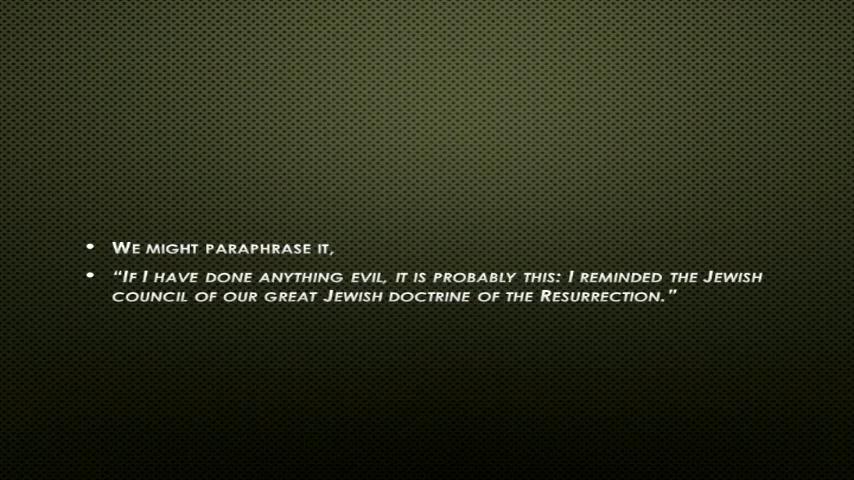 • We might paraphrase it,
• “If I have done anything evil, it is probably this: I reminded the Jewish
council of our great Jewish doctrine of the Resurrection.”